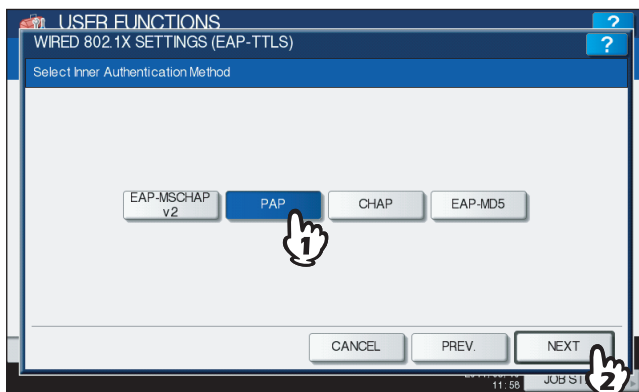 USER FUNCTIONS
?
WIRED 802.1X SETTINGS (EAP-TTLS)
?
Select Inner Authentication Method
EAP-MSCHAP
v2
PAP
CHAP
EAP-MD5
1
CANCEL
PREV.
NEXT
2
11:58
JOB